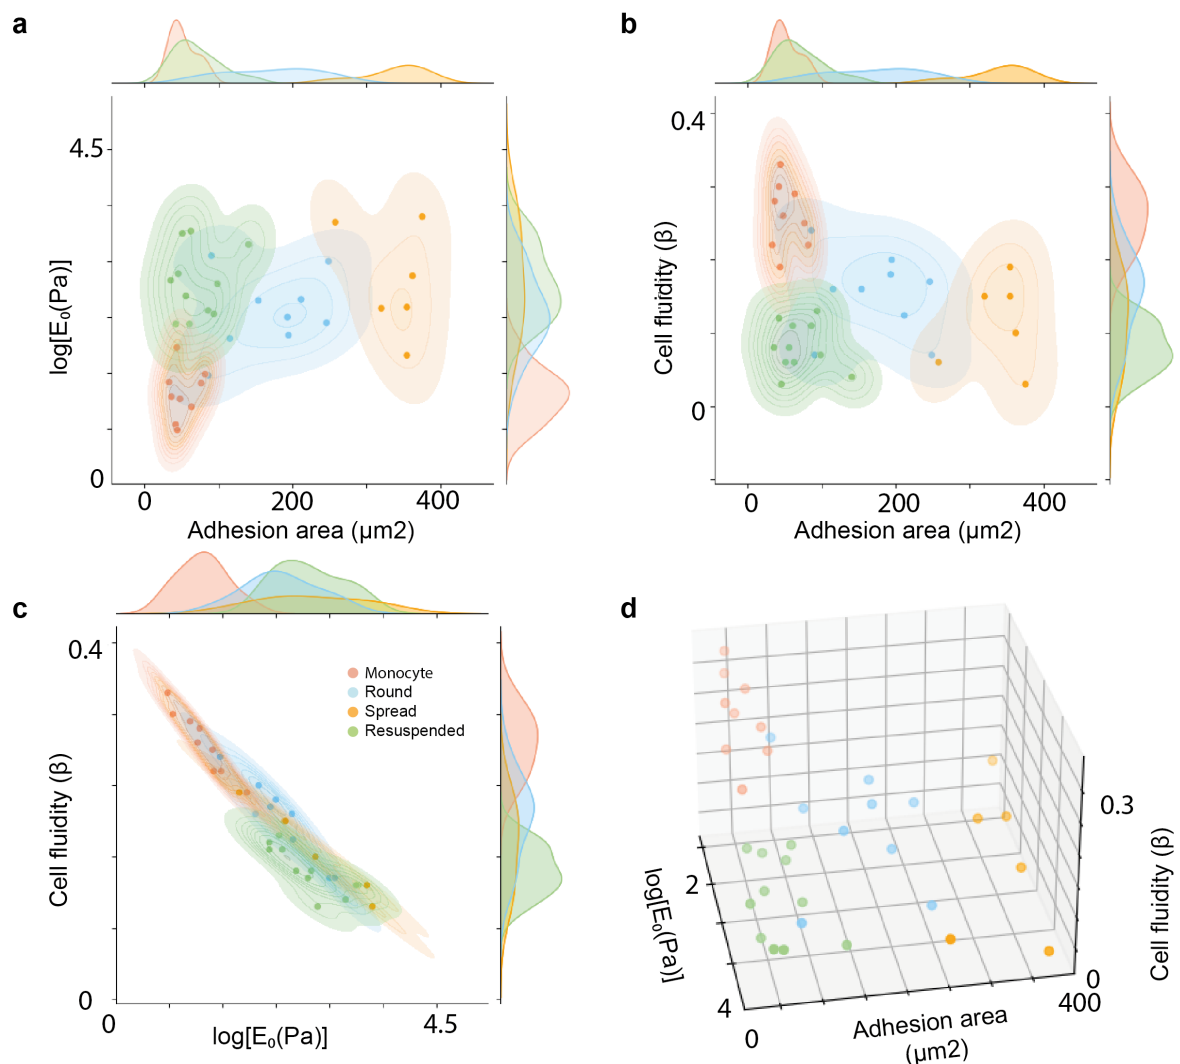 a
4.5
log[E₀(Pa)]
0
0
200
400
Adhesion area (µm2)
b
0.4
Cell fluidity (β)
0
0
200
400
Adhesion area (µm2)
c
0.4
Cell fluidity (β)
0
0
4.5
log[E₀(Pa)]
Monocyte
Round
Spread
Resuspended
d
2
log[E₀(Pa)]
4
0
Adhesion area
(µm2)
400
0
0.3
Cell fluidity (β)